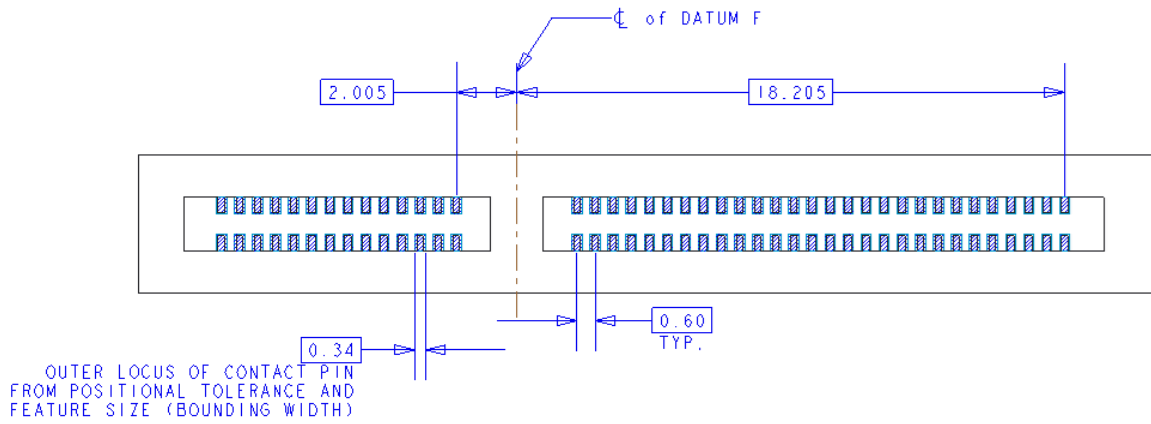 ℄ of DATUM F
2.005
18.205
0.60
TYP.
0.34
OUTER LOCUS OF CONTACT PIN
FROM POSITIONAL TOLERANCE AND
FEATURE SIZE (BOUNDING WIDTH)